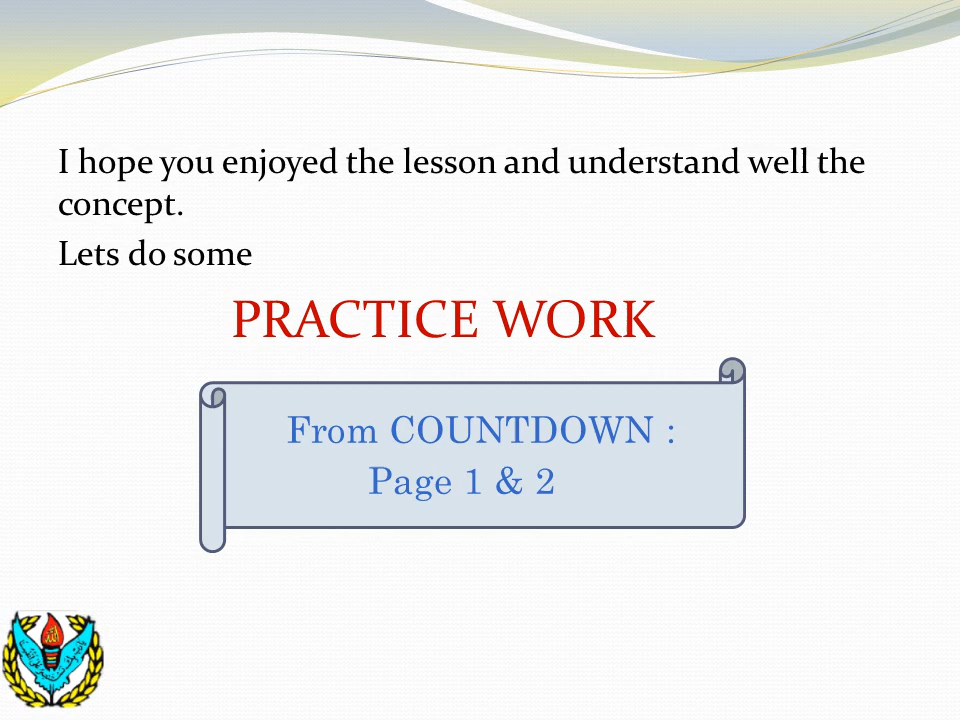 I hope you enjoyed the lesson and understand well the
concept.
Lets do some
PRACTICE WORK
From COUNTDOWN :
Page 1 & 2